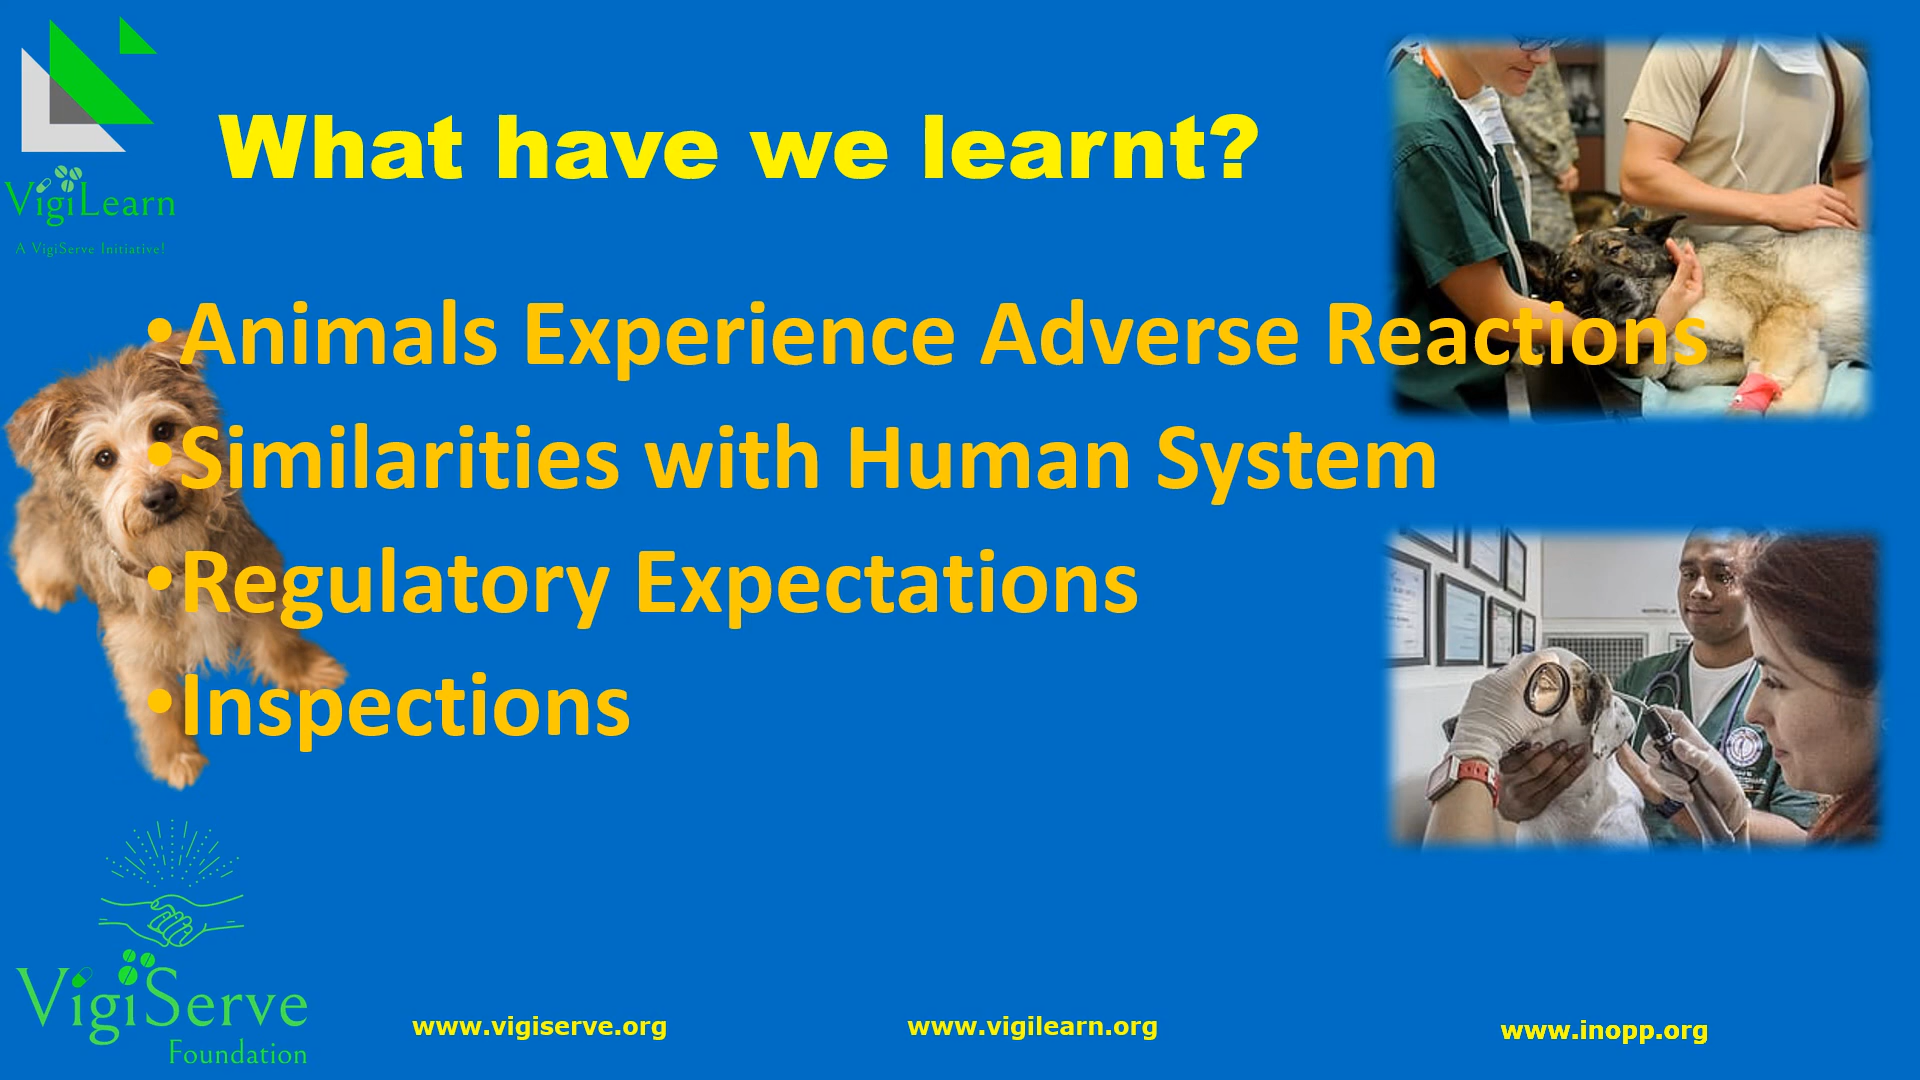 What have we learnt?
VigiLearn
A VigiServe Initiative!
•Animals Experience Adverse Reactions
•Similarities with Human System
•Regulatory Expectations
•Inspections
VigiServe
Foundation
www.vigiserve.org
www.vigilearn.org
www.inopp.org